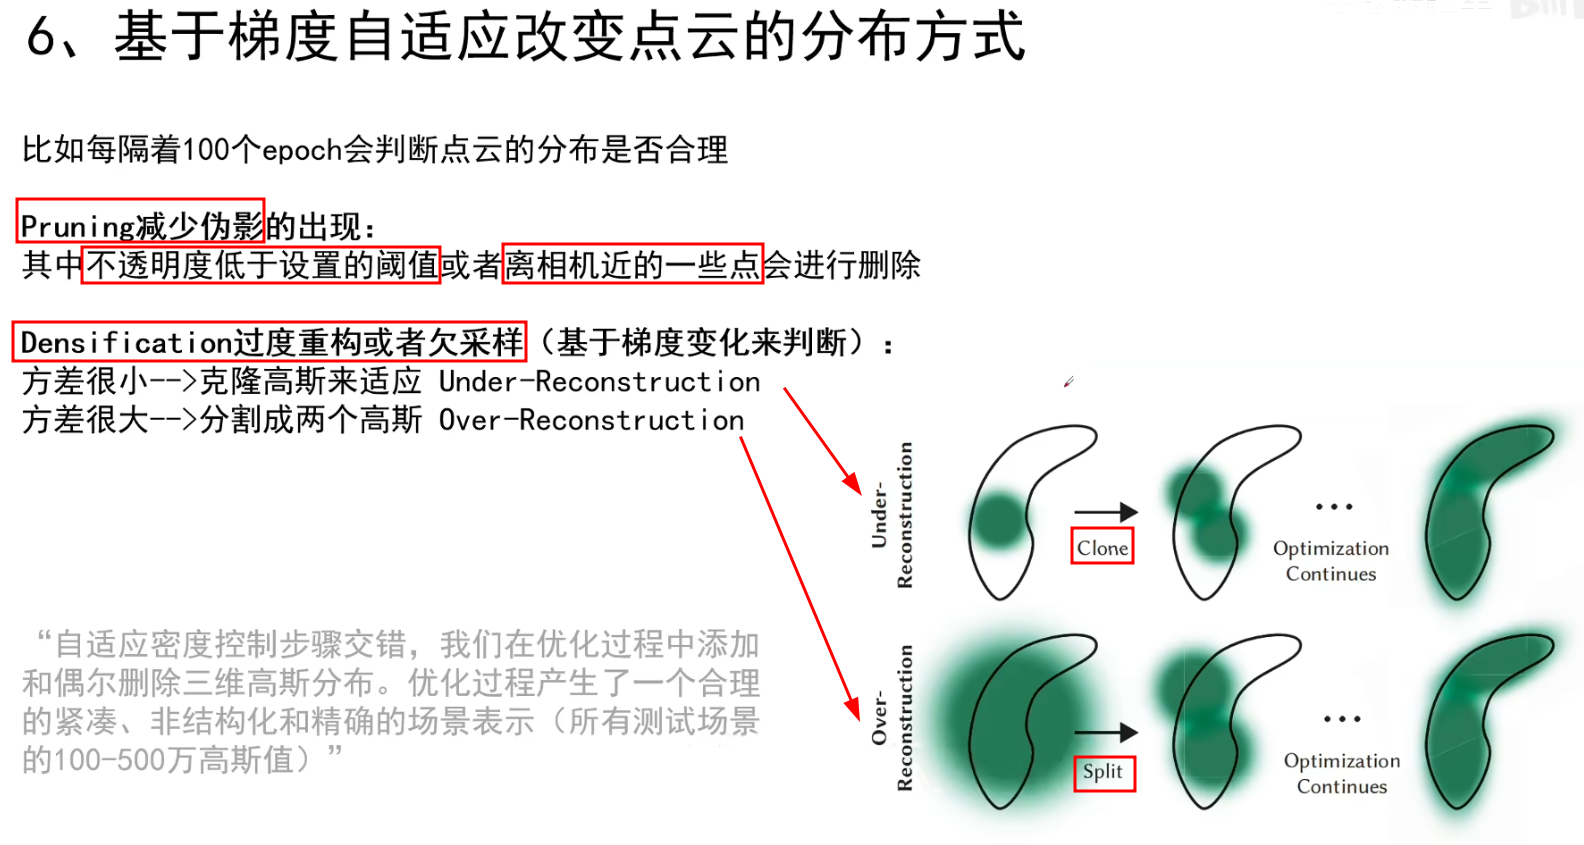 6、基于梯度自适应改变点云的分布方式
比如每隔着100个epoch会判断点云的分布是否合理
Pruning减少伪影的出现：
其中不透明度低于设置的阈值或者离相机近的一些点会进行删除
Densification过度重构或者欠采样（基于梯度变化来判断）：
方差很小-->克隆高斯来适应 Under-Reconstruction
方差很大-->分割成两个高斯 Over-Reconstruction
Under-
Reconstruction
Clone
...
Optimization
Continues
Over-
Reconstruction
Split
...
Optimization
Continues
“自适应密度控制步骤交错，我们在优化过程中添加
和偶尔删除三维高斯分布。优化过程产生了一个合理
的紧凑、非结构化和精确的场景表示（所有测试场景
的100-500万高斯值）”